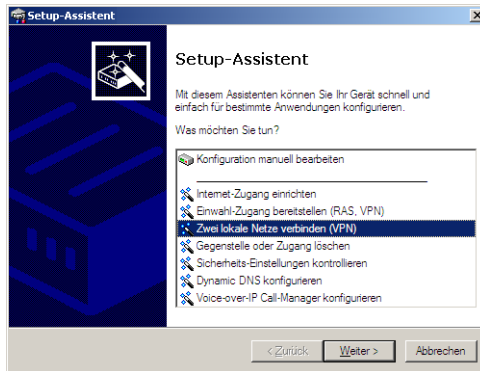 Setup-Assistent
Setup-Assistent
Mit diesem Assistenten können Sie Ihr Gerät schnell und
einfach für bestimmte Anwendungen konfigurieren.
Was möchten Sie tun?
Konfiguration manuell bearbeiten
Internet-Zugang einrichten
Einwahl-Zugang bereitstellen (RAS, VPN)
Zwei lokale Netze verbinden (VPN)
Gegenstelle oder Zugang löschen
Sicherheits-Einstellungen kontrollieren
Dynamic DNS konfigurieren
Voice-over-IP Call-Manager konfigurieren
< Zurück Weiter > Abbrechen